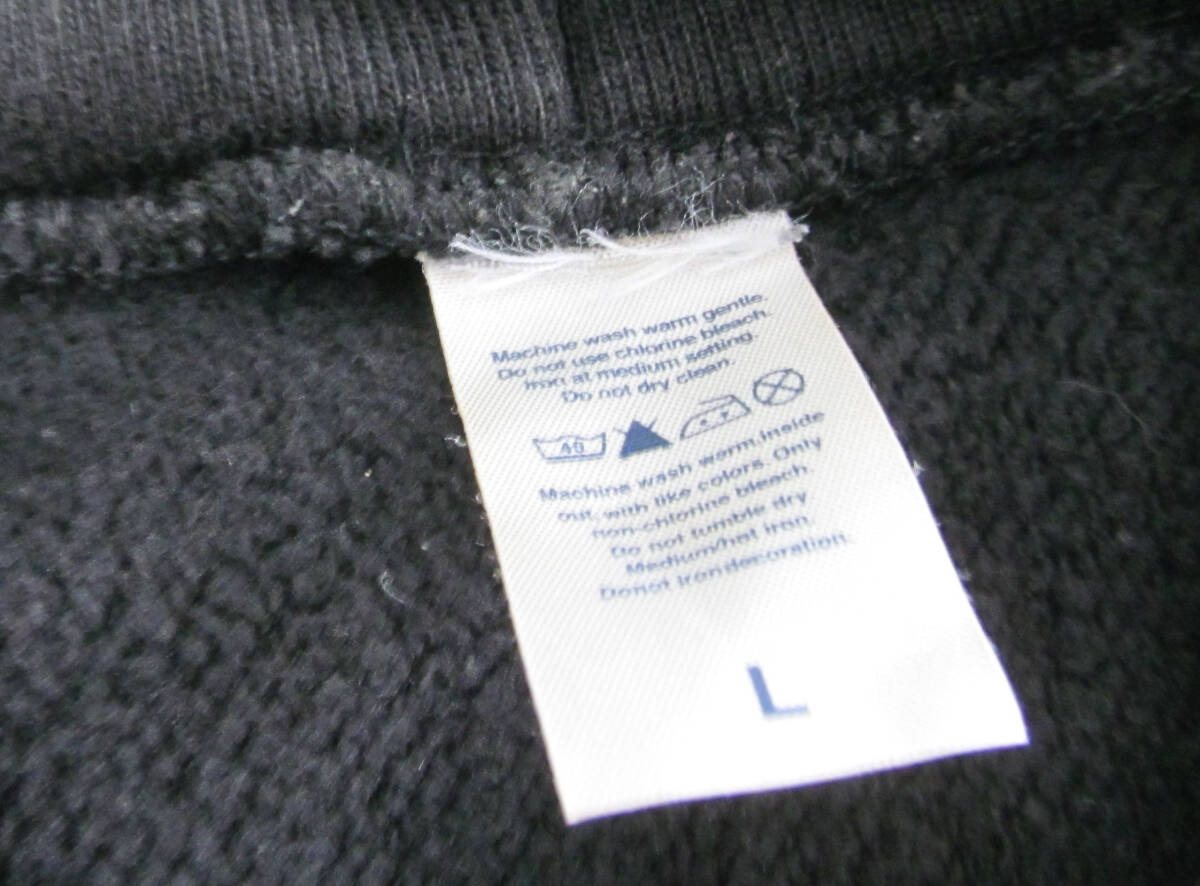 Machine wash warm gentle.
Do not use chlorine bleach.
Iron at medium setting.
Do not dry clean.
40
Machine wash warm,inside
out, with like colors. Only
non-chlorine bleach.
Do not tumble dry
Medium/hat iron.
Donot irondecoration.
L